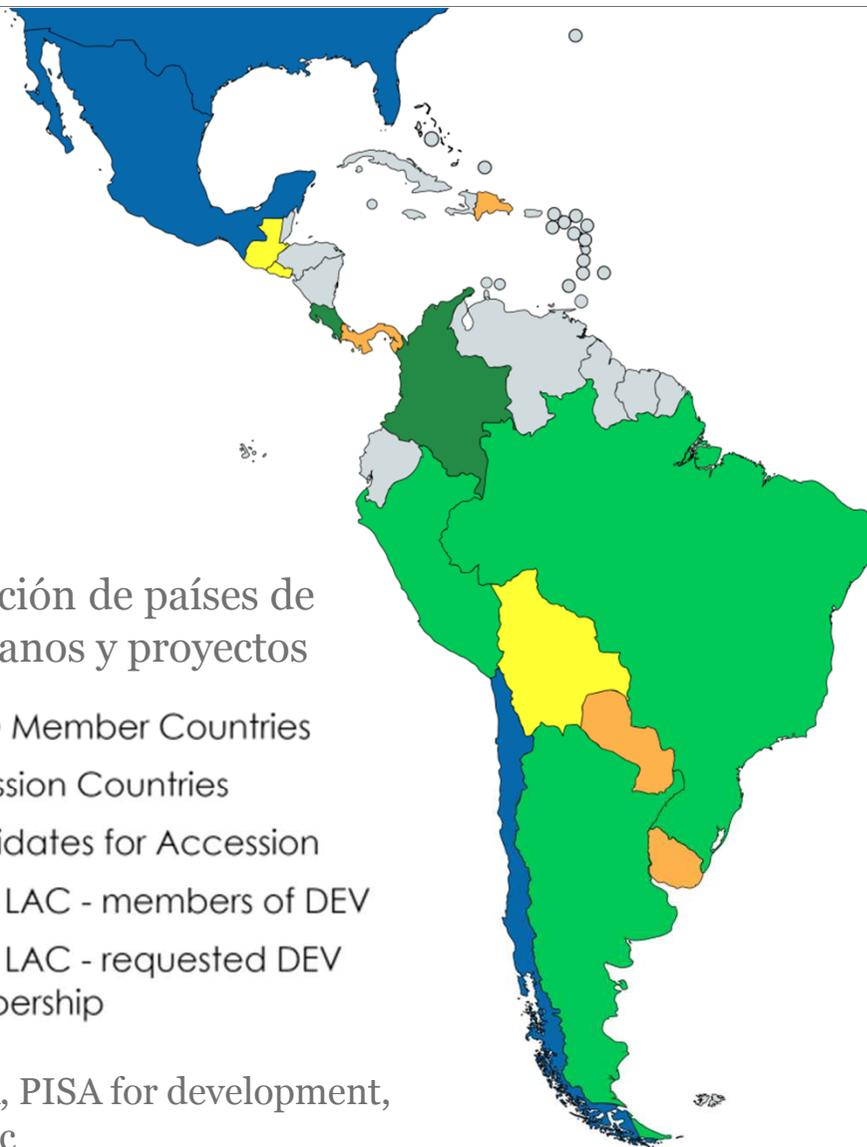 ción de países de
anos y proyectos
Member Countries
ssion Countries
idates for Accession
LAC - members of DEV
LAC - requested DEV
bership
, PISA for development,
c